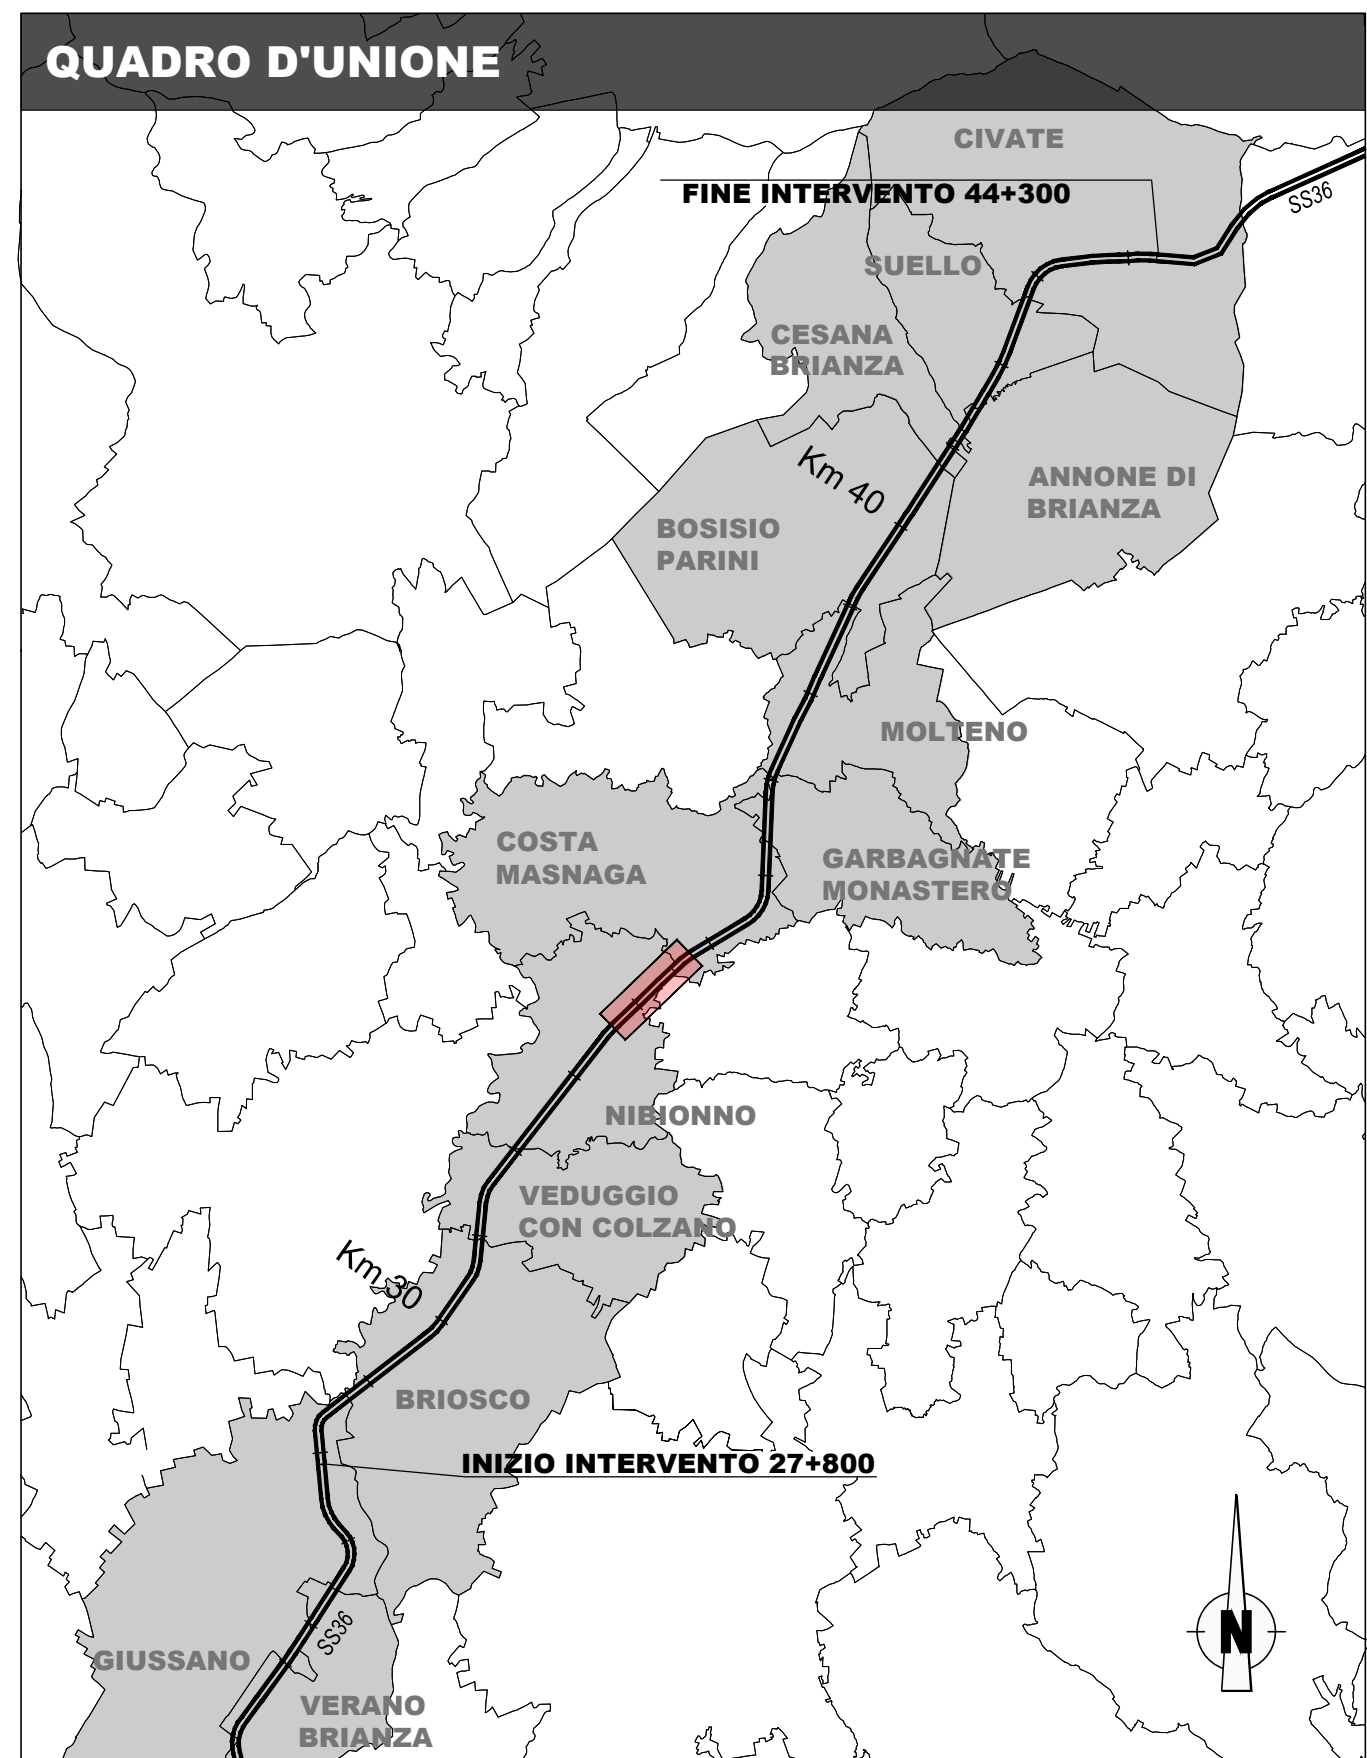 QUADRO D'UNIONE
CIVATE
FINE INTERVENTO 44+300
SS36
SUELLO
CESANA
BRIANZA
Km 40
ANNONE DI
BRIANZA
BOSISIO
PARINI
MOLTENO
COSTA
MASNAGA
GARBAGNATE
MONASTERO
NIBIONNO
VEDUGGIO
CON COLZANO
Km 30
BRIOSCO
INIZIO INTERVENTO 27+800
SS36
N
GIUSSANO
VERANO
BRIANZA